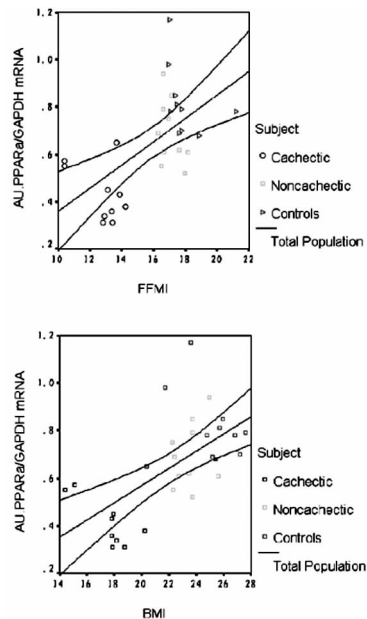 1.2
1.0
.8
.6
.4
.2
AU.PPARa/GAPDH mRNA
10 12 14 16 18 20 22
FFMI
Subject
Cachectic
Noncachectic
Controls
Total Population
1.2
1.0
.8
.6
.4
.2
AU.PPARa/GAPDH mRNA
14 16 18 20 22 24 26 28
BMI
Subject
Cachectic
Noncachectic
Controls
Total Population